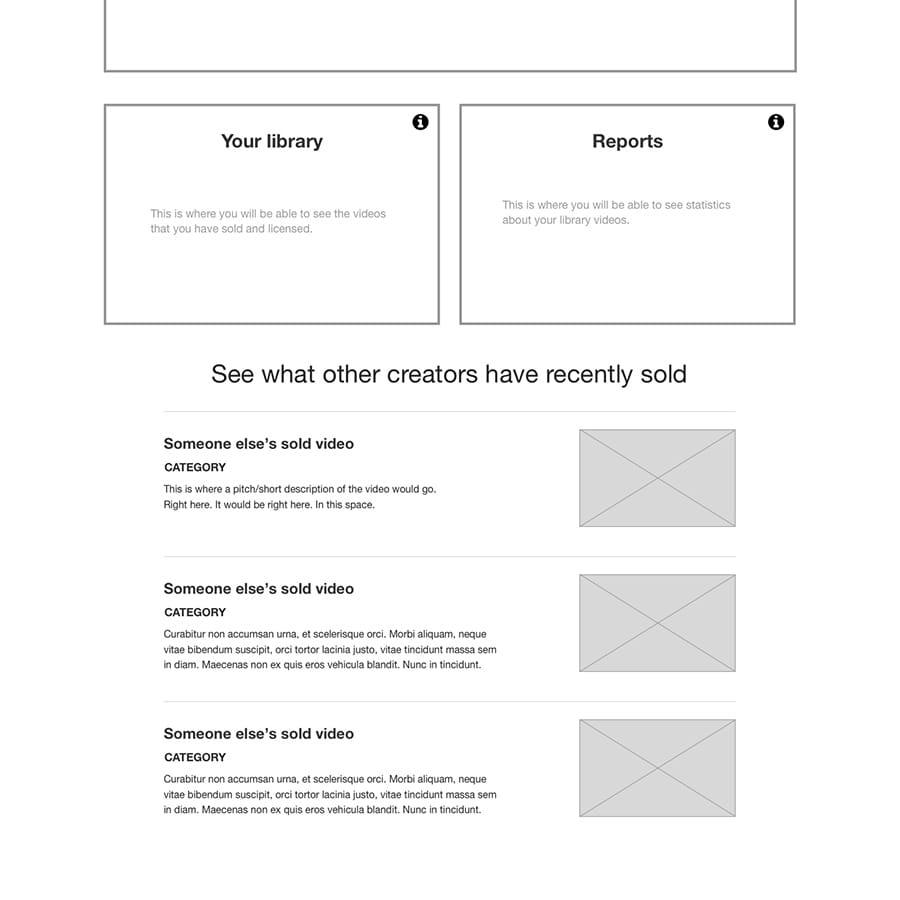 Your library
This is where you will be able to see the videos
that you have sold and licensed.
Reports
This is where you will be able to see statistics
about your library videos.
See what other creators have recently sold
Someone else’s sold video
CATEGORY
This is where a pitch/short description of the video would go.
Right here. It would be right here. In this space.
Someone else’s sold video
CATEGORY
Curabitur non accumsan urna, et scelerisque orci. Morbi aliquam, neque
vitae bibendum suscipit, orci tortor lacinia justo, vitae tincidunt massa sem
in diam. Maecenas non ex quis eros vehicula blandit. Nunc in tincidunt.
Someone else’s sold video
CATEGORY
Curabitur non accumsan urna, et scelerisque orci. Morbi aliquam, neque
vitae bibendum suscipit, orci tortor lacinia justo, vitae tincidunt massa sem
in diam. Maecenas non ex quis eros vehicula blandit. Nunc in tincidunt.